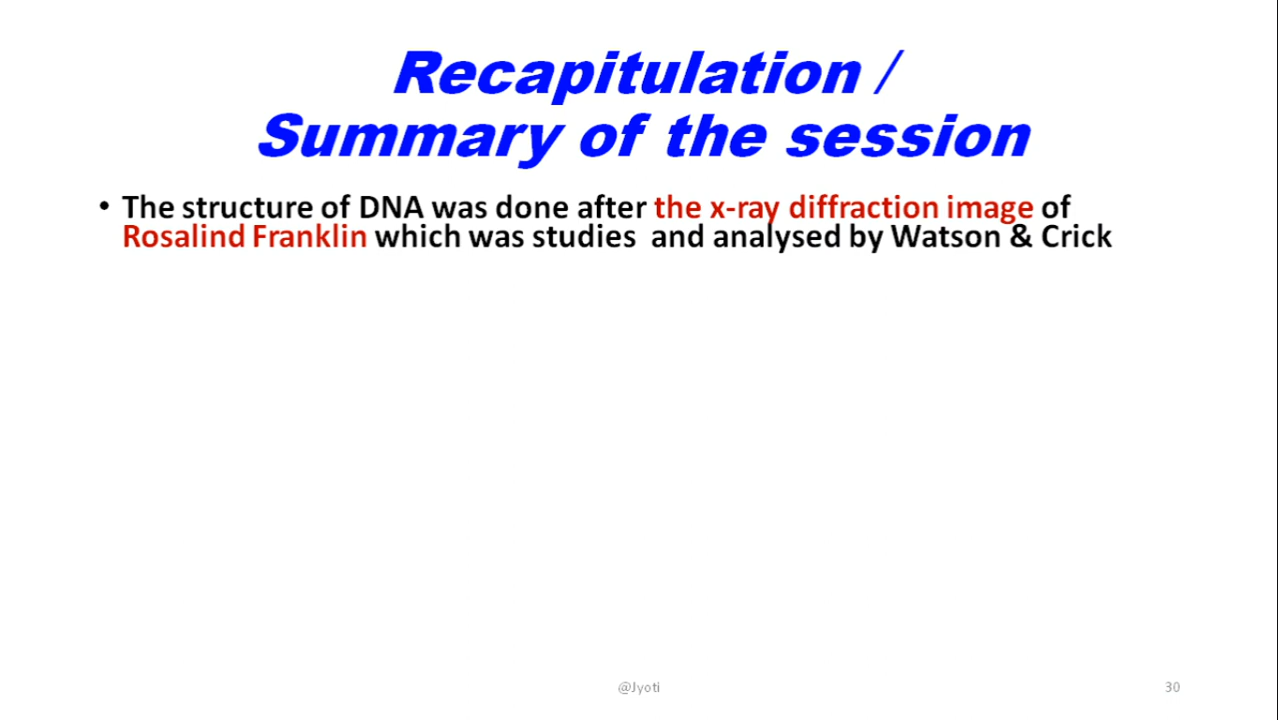 Recapitulation /
Summary of the session
• The structure of DNA was done after the x-ray diffraction image of
Rosalind Franklin which was studies  and analysed by Watson & Crick
@Jyoti
30